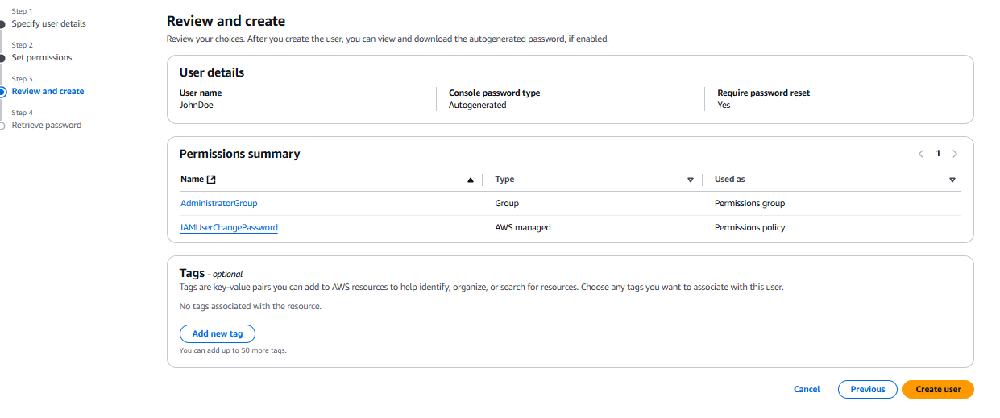 Step 1
Specify user details
Step 2
Set permissions
Step 3
Review and create
Step 4
Retrieve password
Review and create
Review your choices. After you create the user, you can view and download the autogenerated password, if enabled.
User details
User name
JohnDoe
Console password type
Autogenerated
Require password reset
Yes
Permissions summary
1
Name Type Used as
AdministratorGroup Group Permissions group
IAMUserChangePassword AWS managed Permissions policy
Tags - optional
Tags are key-value pairs you can add to AWS resources to help identify, organize, or search for resources. Choose any tags you want to associate with this user.
No tags associated with the resource.
Add new tag
You can add up to 50 more tags.
Cancel Previous Create user